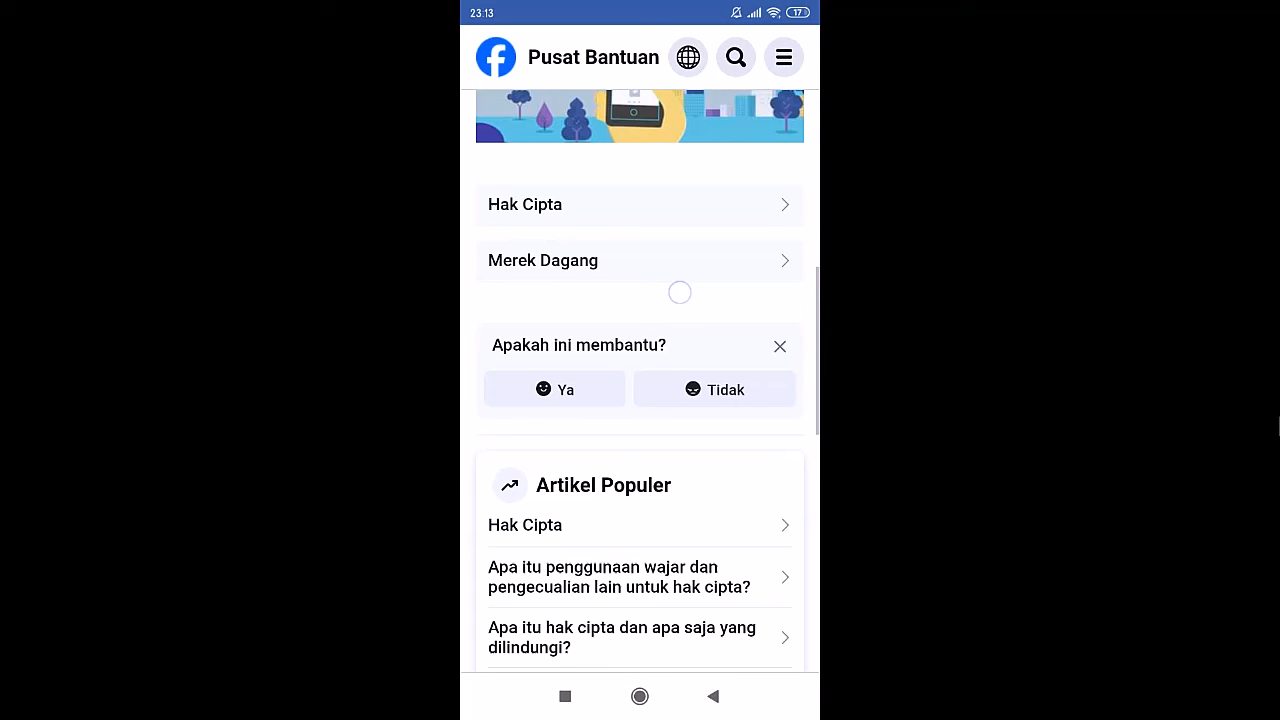 23.13
17
Pusat Bantuan
Hak Cipta
Merek Dagang
Apakah ini membantu?
Ya
Tidak
Artikel Populer
Hak Cipta
Apa itu penggunaan wajar dan
pengecualian lain untuk hak cipta?
Apa itu hak cipta dan apa saja yang
dilindungi?